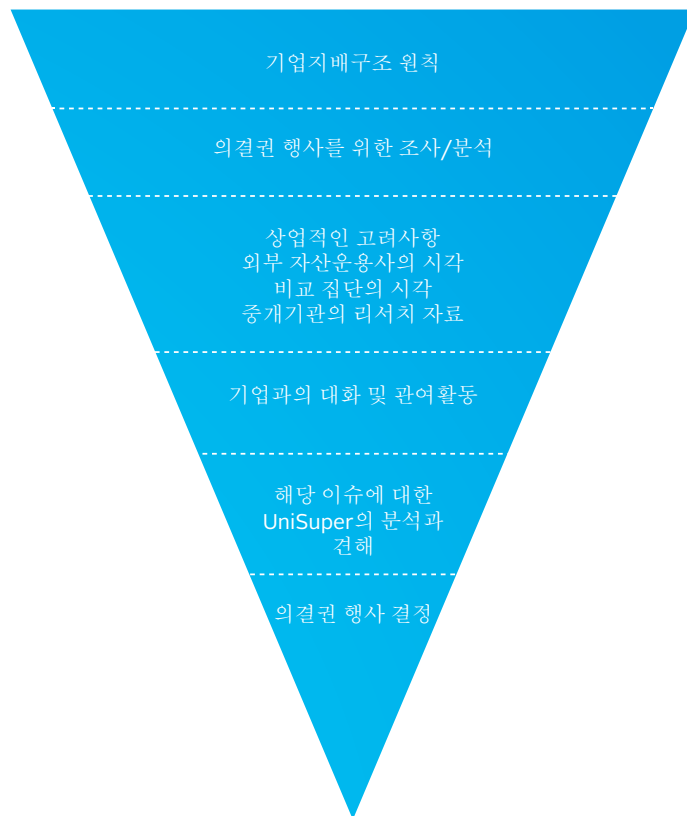 기업지배구조 원칙
의결권 행사를 위한 조사/분석
상업적인 고려사항
외부 자산운용사의 시각
비교 집단의 시각
중개기관의 리서치 자료
기업과의 대화 및 관여활동
해당 이슈에 대한
UniSuper의 분석과
견해
의결권 행사 결정